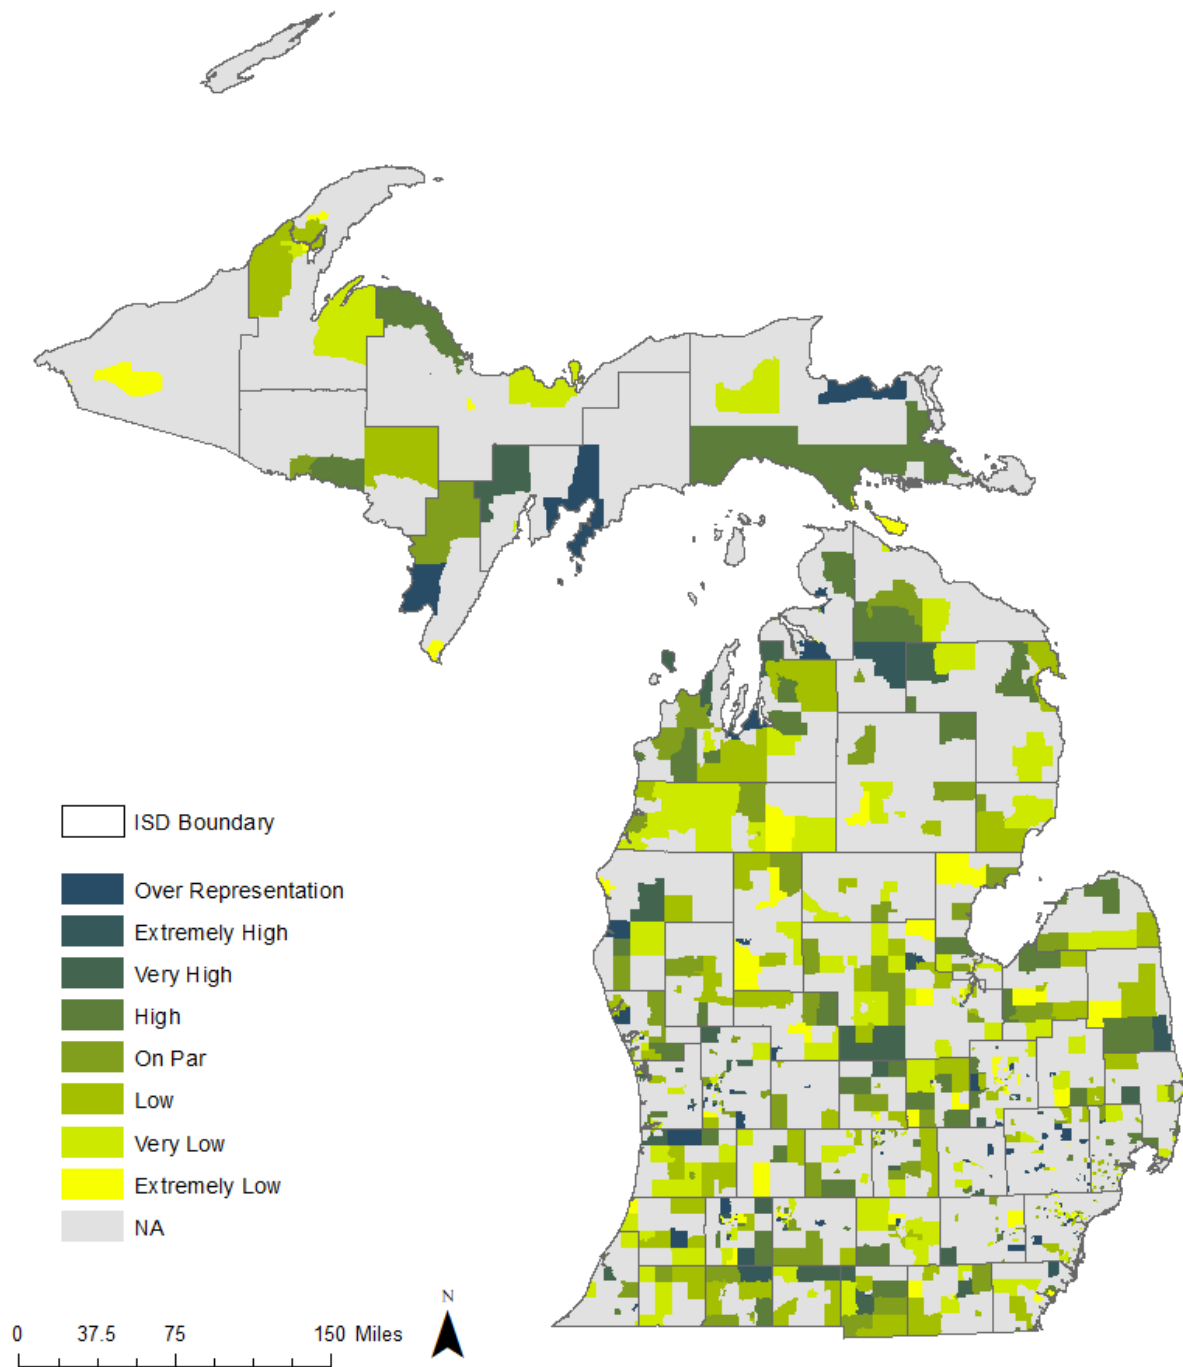 ISD Boundary
Over Representation
Extremely High
Very High
High
On Par
Low
Very Low
Extremely Low
NA
N
0 37.5 75 150 Miles